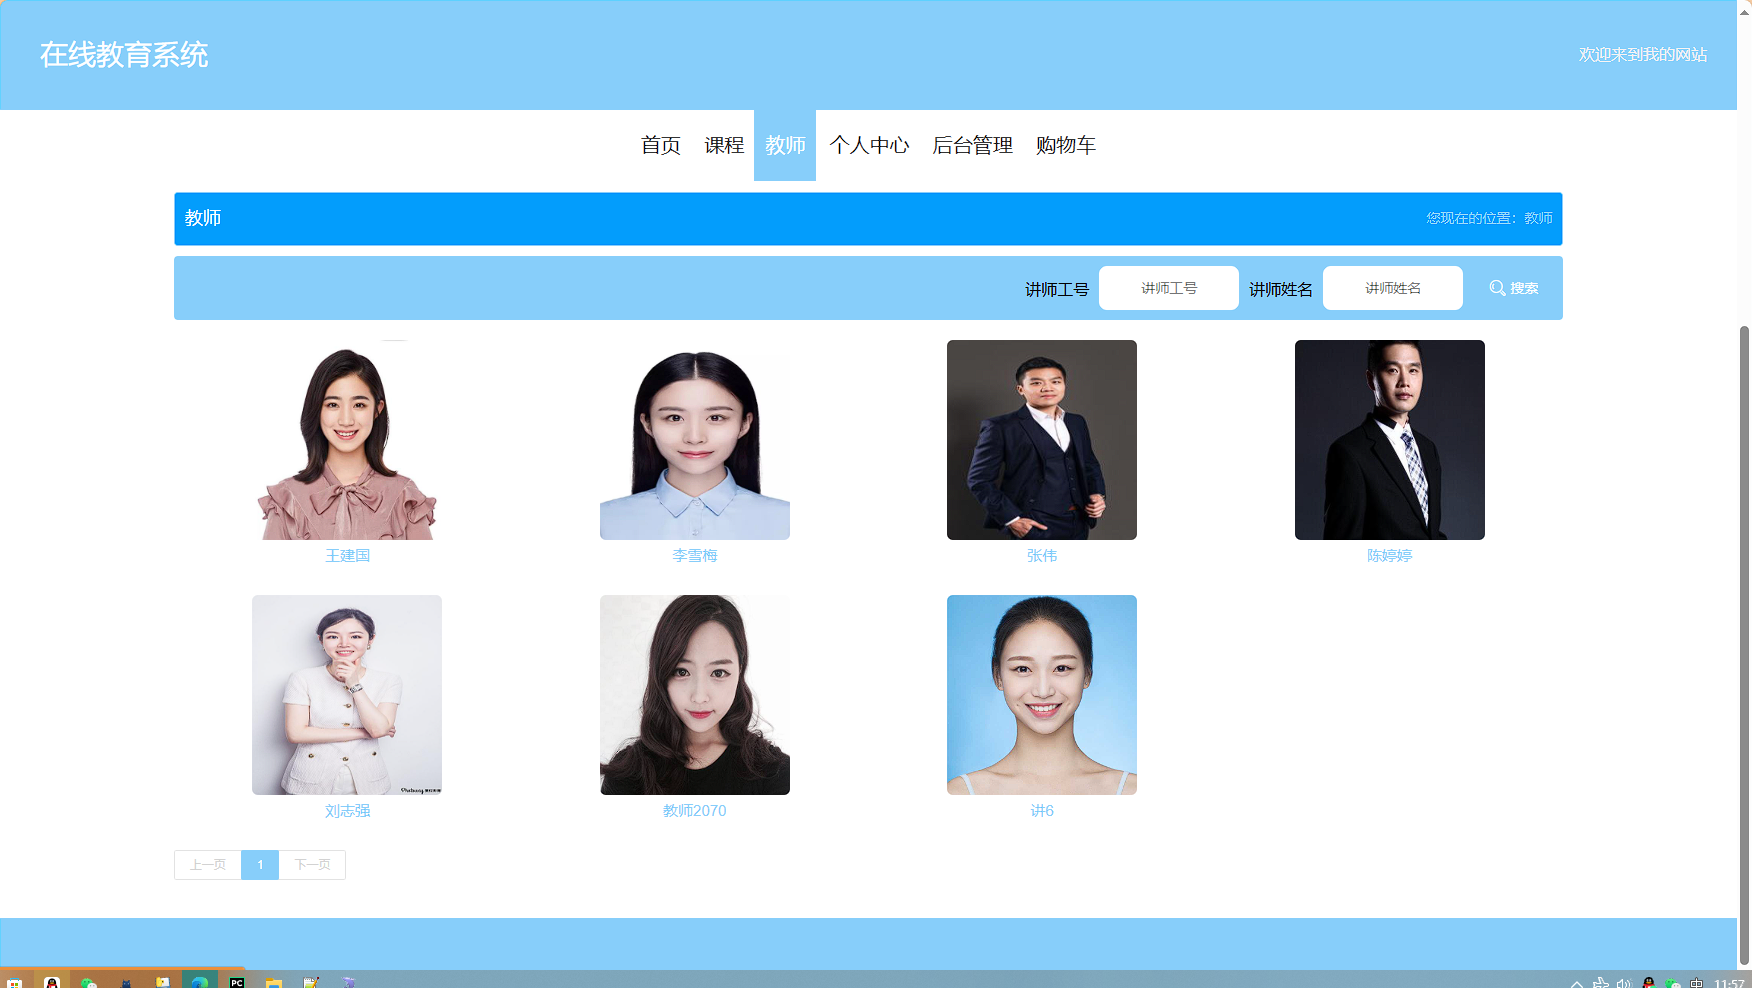 在线教育系统
欢迎来到我的网站
首页 课程 教师 个人中心 后台管理 购物车
教师
您现在的位置：教师
讲师工号 讲师工号 讲师姓名 讲师姓名 搜索
王建国 李雪梅 张伟 陈婷婷
刘志强 教师2070 讲6
上一页 1 下一页
PC
中 11:57